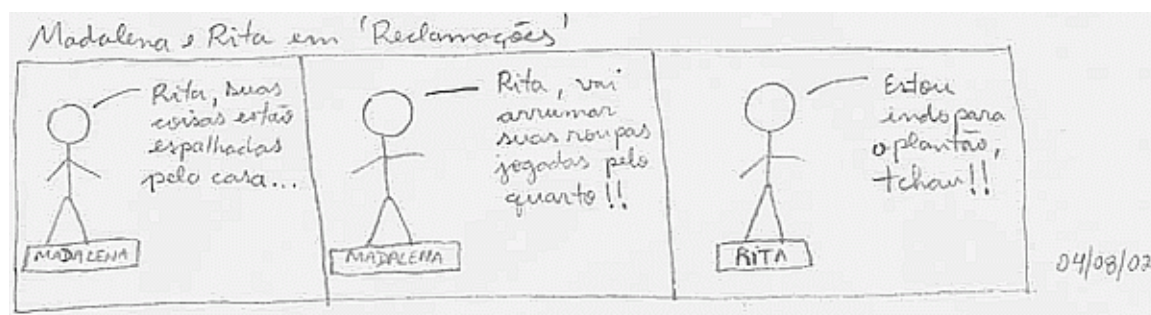 Madalena e Rita em 'Reclamações'
Rita, suas
coisas estão
espalhadas
pela casa...
MADALENA
Rita, vai
arrumar
suas roupas
jogadas pelo
quarto!!
MADALENA
Estou
indo para
o plantão,
tchau!!
RITA
04/08/02